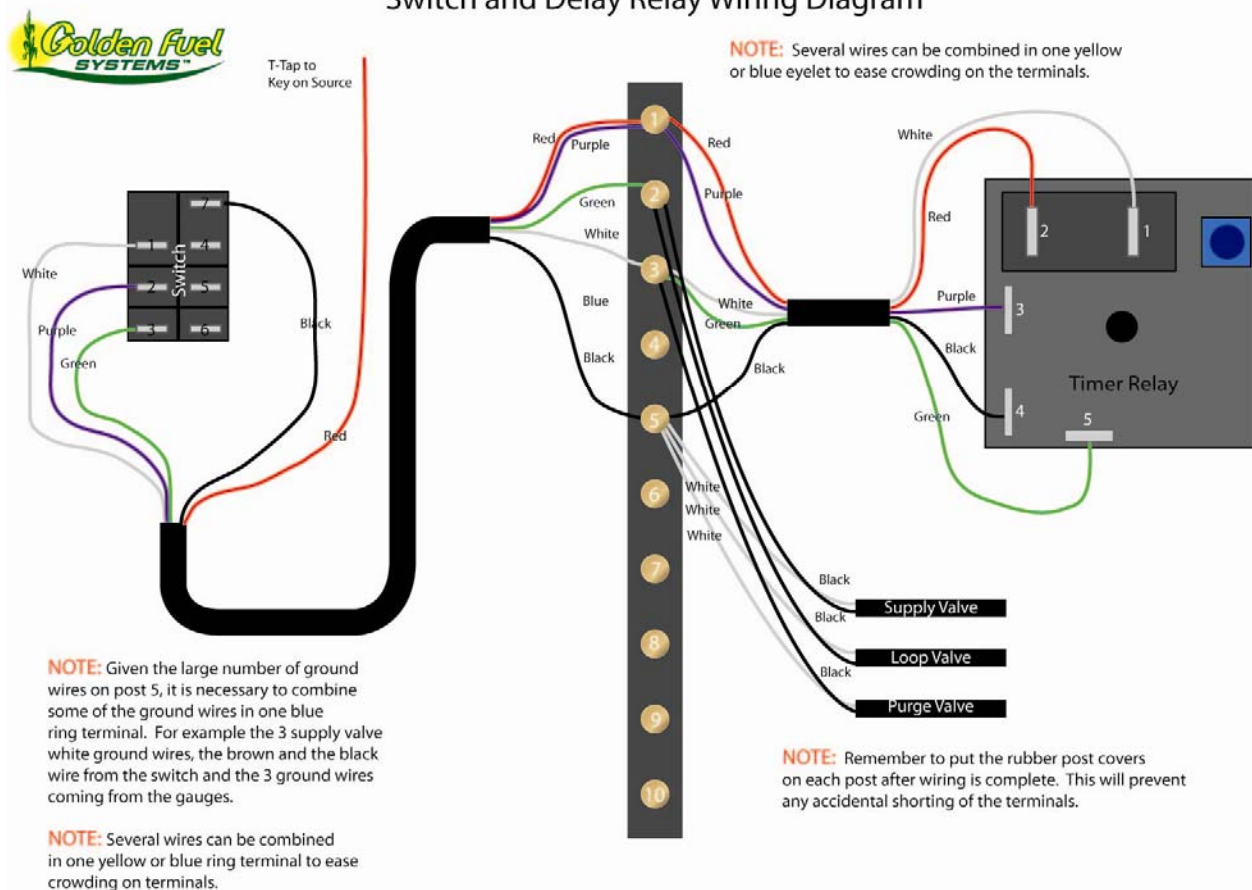 Switch and Delay Relay Wiring Diagram
Golden Fuel
SYSTEMS™
T-Tap to
Key on Source
NOTE: Several wires can be combined in one yellow
or blue eyelet to ease crowding on the terminals.
7
1
4
2
5
3
6
Switch
White
Purple
Green
Black
Red
Red
Purple
Green
White
Blue
Black
1
2
3
4
5
6
7
8
9
10
Red
Purple
White
Green
Black
White
White
White
White
Red
Purple
Black
Green
2
1
3
4
5
Timer Relay
Black
Supply Valve
Black
Loop Valve
Black
Purge Valve
NOTE: Given the large number of ground
wires on post 5, it is necessary to combine
some of the ground wires in one blue
ring terminal. For example the 3 supply valve
white ground wires, the brown and the black
wire from the switch and the 3 ground wires
coming from the gauges.
NOTE: Several wires can be combined
in one yellow or blue ring terminal to ease
crowding on terminals.
NOTE: Remember to put the rubber post covers
on each post after wiring is complete. This will prevent
any accidental shorting of the terminals.